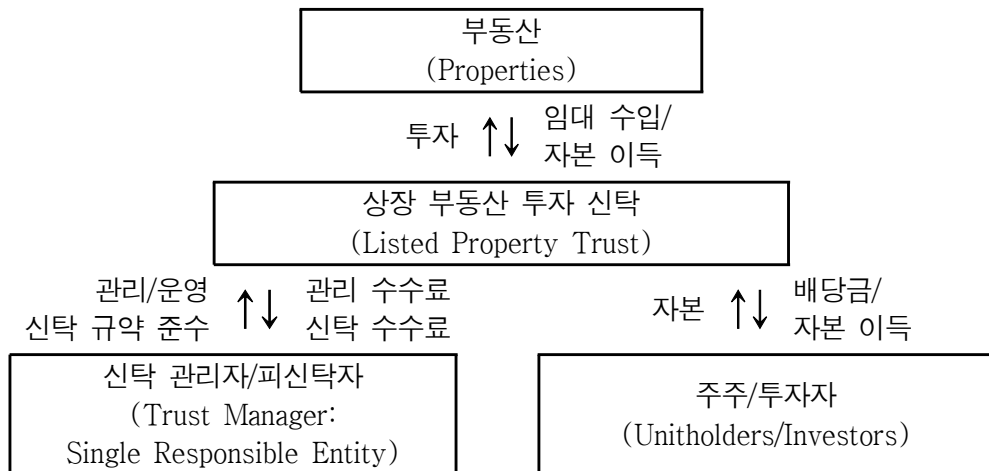 부동산
(Properties)
투자
임대 수입/
자본 이득
상장 부동산 투자 신탁
(Listed Property Trust)
관리/운영
신탁 규약 준수
관리 수수료
신탁 수수료
자본
배당금/
자본 이득
신탁 관리자/피신탁자
(Trust Manager:
Single Responsible Entity)
주주/투자자
(Unitholders/Investors)